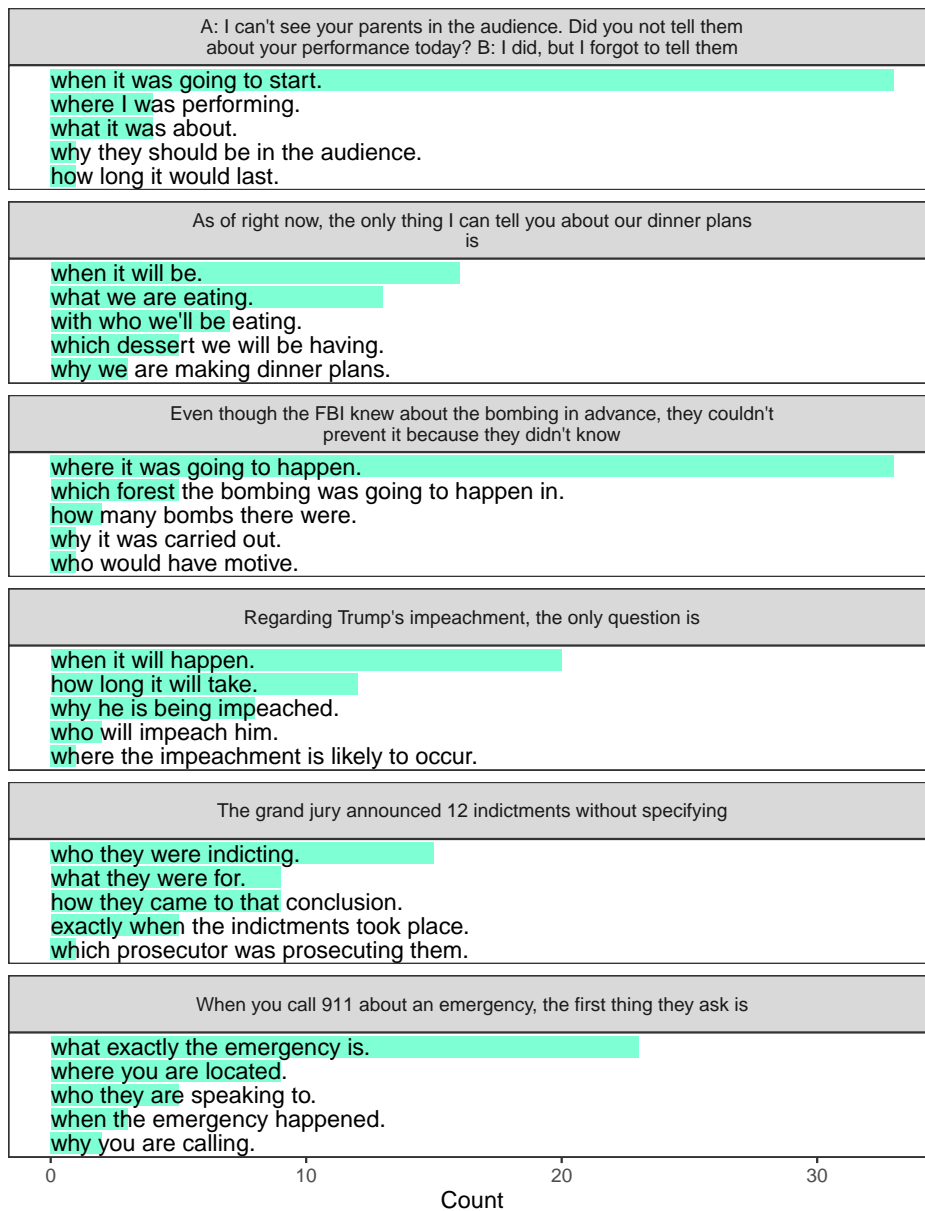 A: I can't see your parents in the audience. Did you not tell them
about your performance today? B: I did, but I forgot to tell them
when it was going to start.
where I was performing.
what it was about.
why they should be in the audience.
how long it would last.
As of right now, the only thing I can tell you about our dinner plans
is
when it will be.
what we are eating.
with who we'll be eating.
which dessert we will be having.
why we are making dinner plans.
Even though the FBI knew about the bombing in advance, they couldn't
prevent it because they didn't know
where it was going to happen.
which forest the bombing was going to happen in.
how many bombs there were.
why it was carried out.
who would have motive.
Regarding Trump's impeachment, the only question is
when it will happen.
how long it will take.
why he is being impeached.
who will impeach him.
where the impeachment is likely to occur.
The grand jury announced 12 indictments without specifying
who they were indicting.
what they were for.
how they came to that conclusion.
exactly when the indictments took place.
which prosecutor was prosecuting them.
When you call 911 about an emergency, the first thing they ask is
what exactly the emergency is.
where you are located.
who they are speaking to.
when the emergency happened.
why you are calling.
0 10 20 30
Count